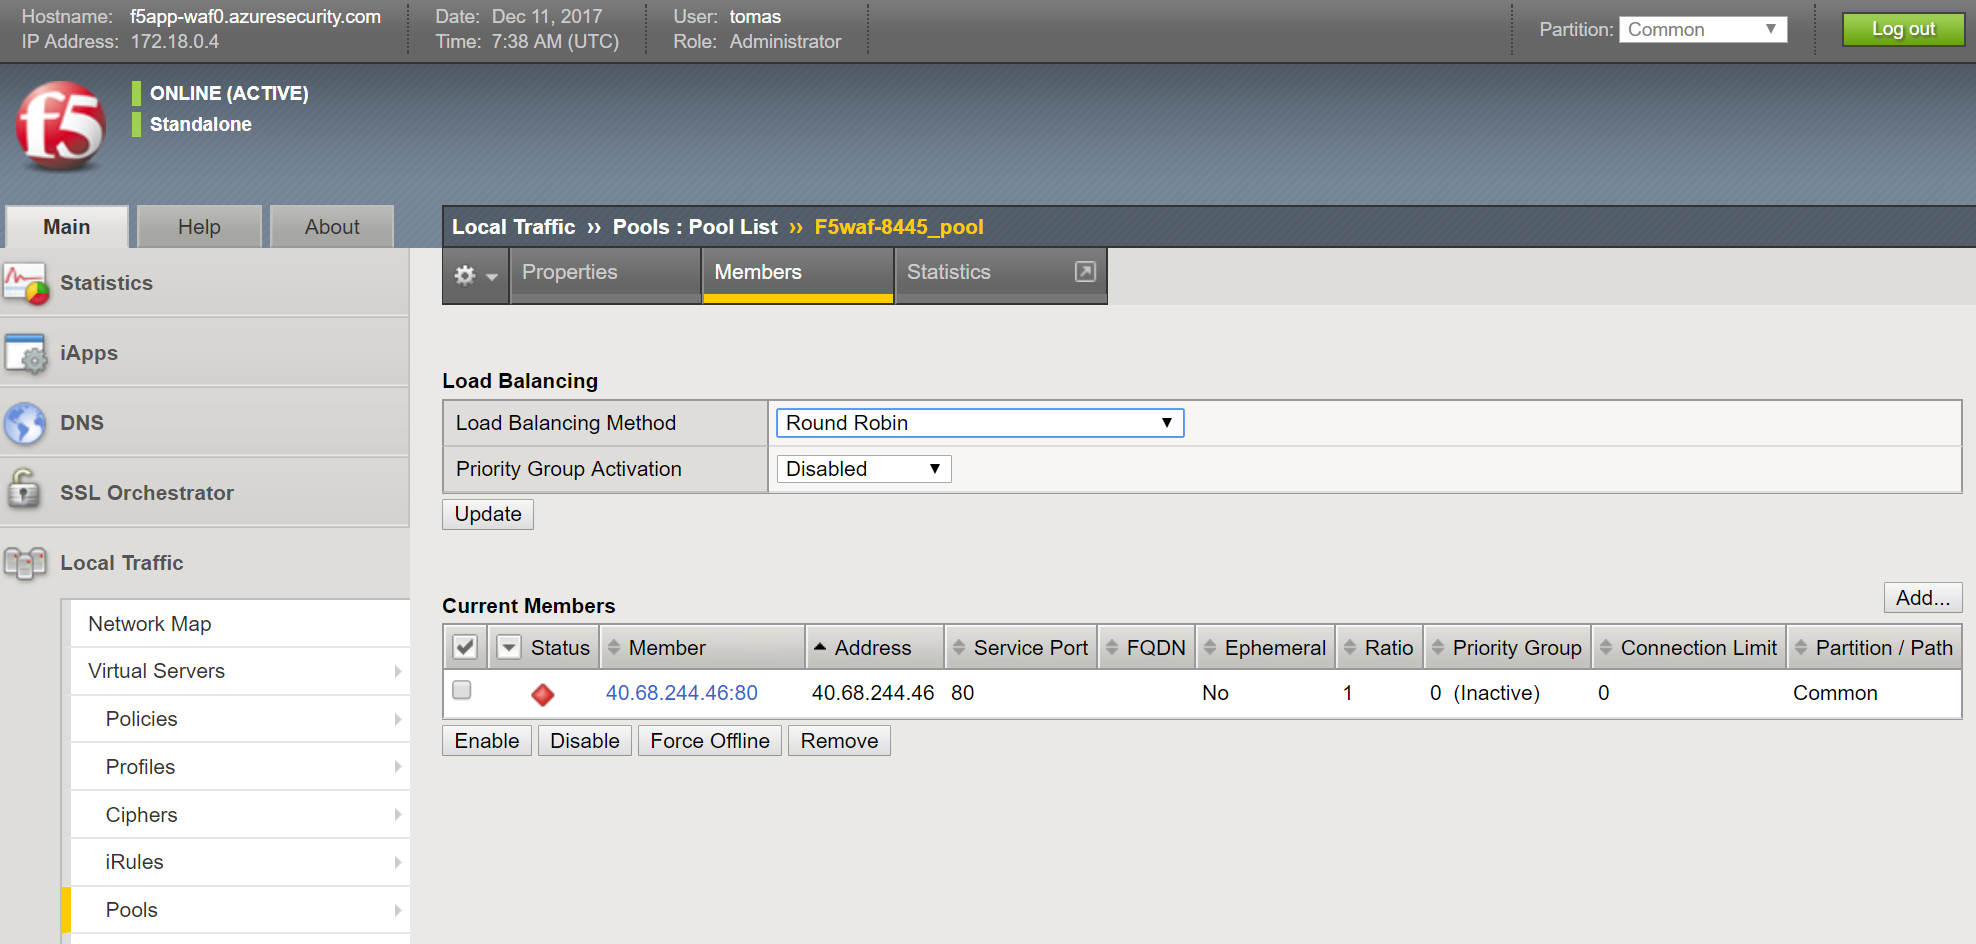 Hostname: f5app-waf0.azuresecurity.com Date: Dec 11, 2017 User: tomas
IP Address: 172.18.0.4 Time: 7:38 AM (UTC) Role: Administrator
Partition: Common ▼ Log out
f5
ONLINE (ACTIVE)
Standalone
Main Help About
Statistics
iApps
DNS
SSL Orchestrator
Local Traffic
Network Map
Virtual Servers
Policies
Profiles
Ciphers
iRules
Pools
Local Traffic ›› Pools : Pool List ›› F5waf-8445_pool
Properties Members Statistics
Load Balancing
Load Balancing Method Round Robin
Priority Group Activation Disabled
Update
Current Members
Add...
Status Member Address Service Port FQDN Ephemeral Ratio Priority Group Connection Limit Partition / Path
40.68.244.46:80 40.68.244.46 80 No 1 0 (Inactive) 0 Common
Enable Disable Force Offline Remove